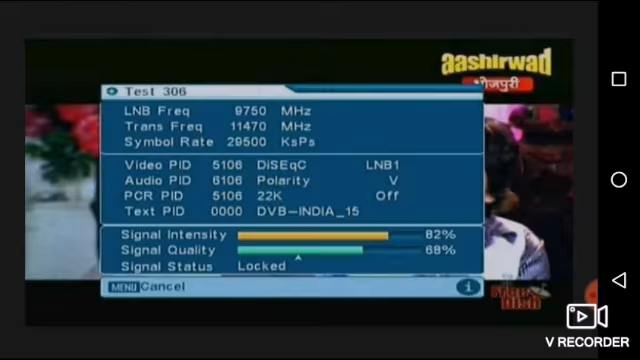 aashirwad
भोजपुरी
Test 306
LNB Freq 9750 MHz
Trans Freq 11470 MHz
Symbol Rate 29500 KsPs
Video PID 5106 DiSEqC LNB1
Audio PID 6106 Polarity V
PCR PID 5106 22K Off
Text PID 0000 DVB-INDIA_15
Signal Intensity 82%
Signal Quality 68%
Signal Status Locked
MENU Cancel i
Free
Dish
V RECORDER